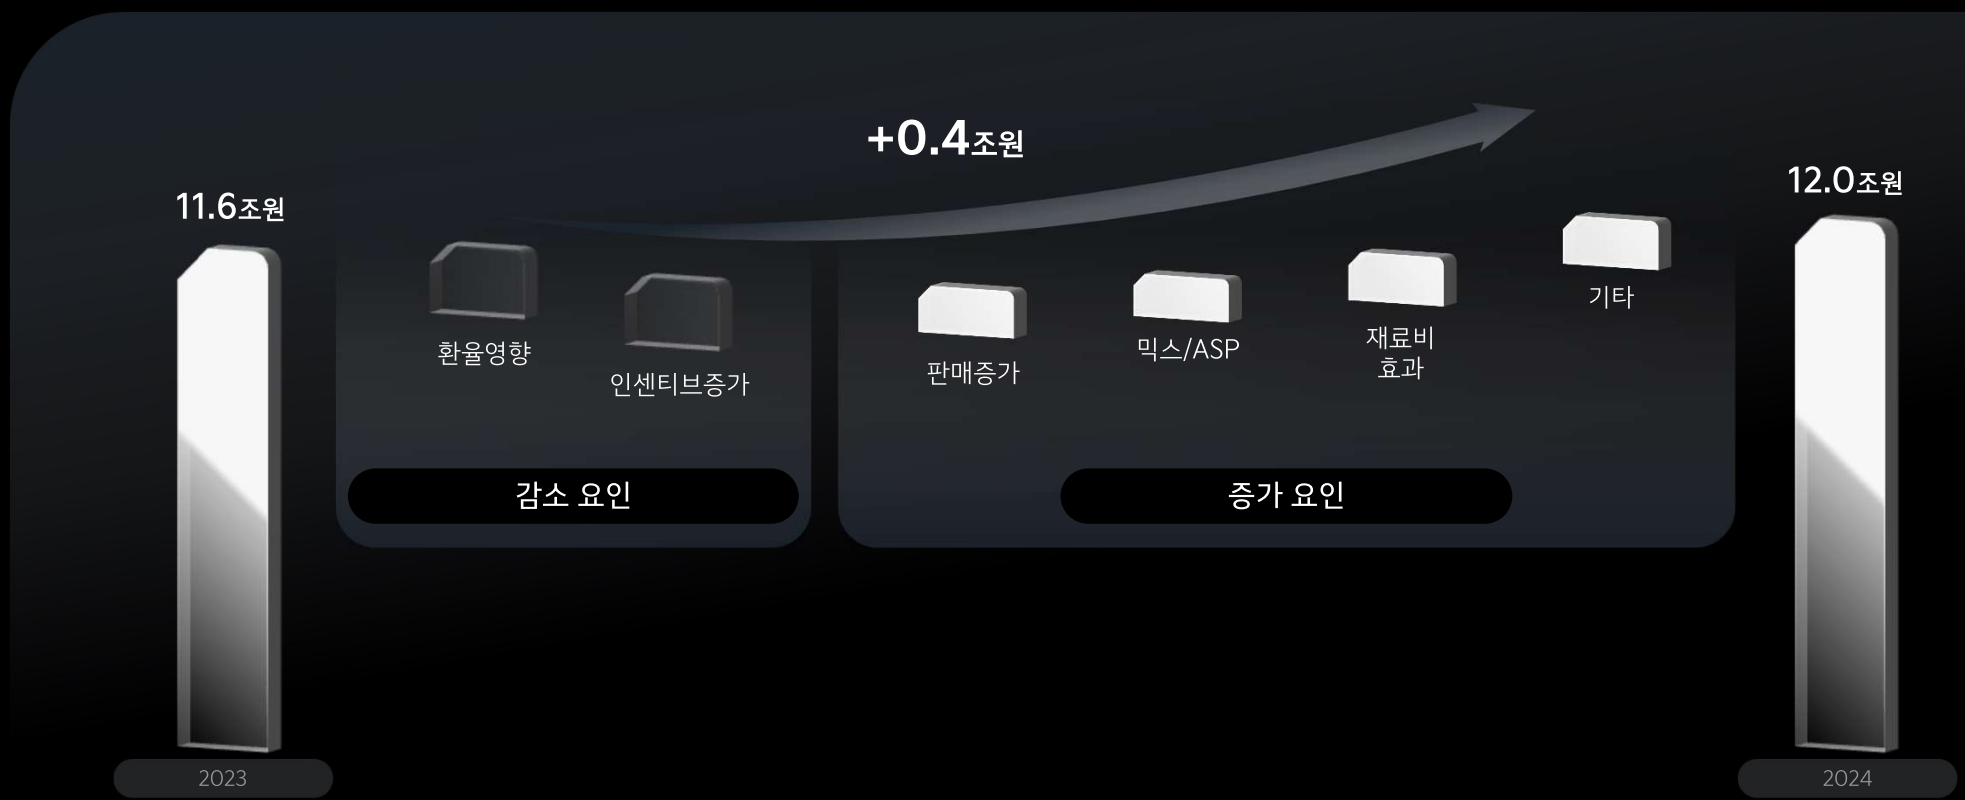 +0.4조원
11.6조원
12.0조원
환율영향
인센티브증가
판매증가
믹스/ASP
재료비
효과
기타
감소 요인
증가 요인
2023
2024